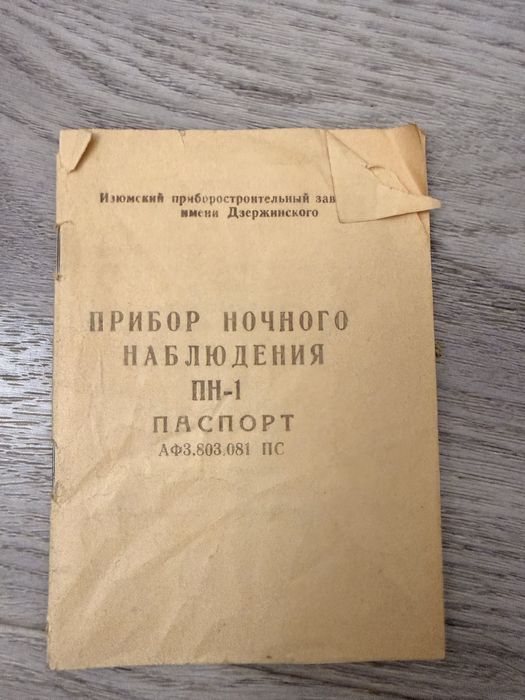 Изюмский приборостроительный зав
имени Дзержинского
ПРИБОР НОЧНОГО
НАБЛЮДЕНИЯ
ПН-1
ПАСПОРТ
АФ3.803.081 ПС